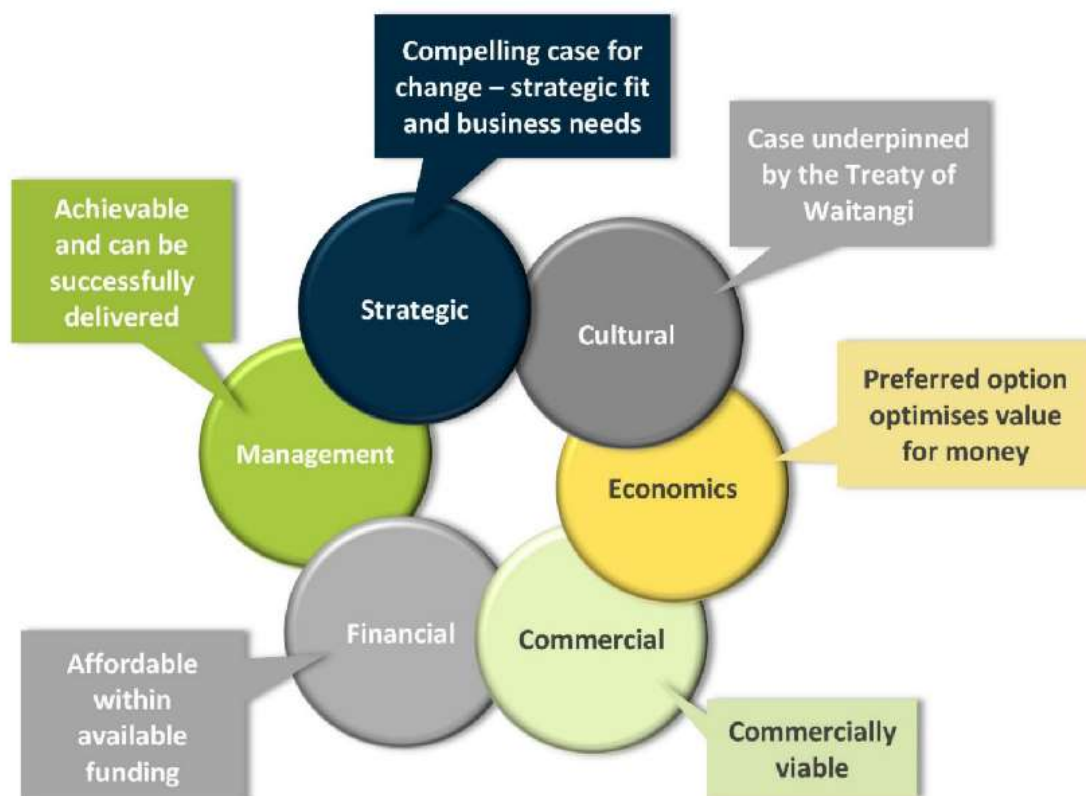 Compelling case for
change – strategic fit
and business needs
Case underpinned
by the Treaty of
Waitangi
Achievable
and can be
successfully
delivered
Strategic
Cultural
Preferred option
optimises value
for money
Management
Economics
Financial
Commercial
Affordable
within
available
funding
Commercially
viable